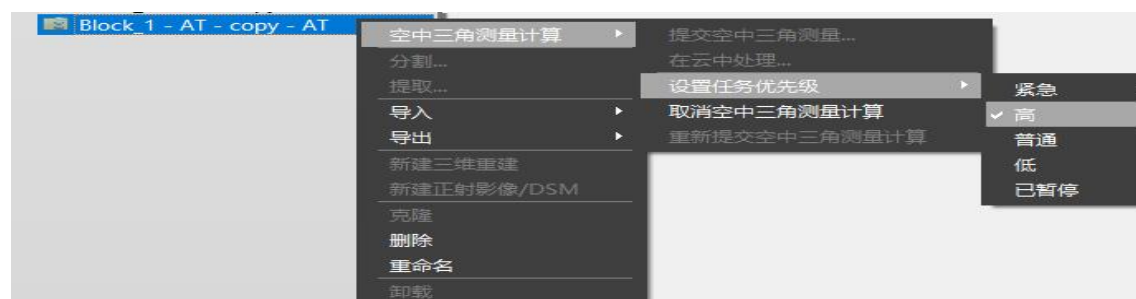 Block_1 - AT - copy - AT
空中三角测量计算
分割...
提取...
导入
导出
新建三维重建
新建正射影像/DSM
克隆
删除
重命名
卸载
提交空中三角测量...
在云中处理...
设置任务优先级
取消空中三角测量计算
重新提交空中三角测量计算
紧急
高
普通
低
已暂停